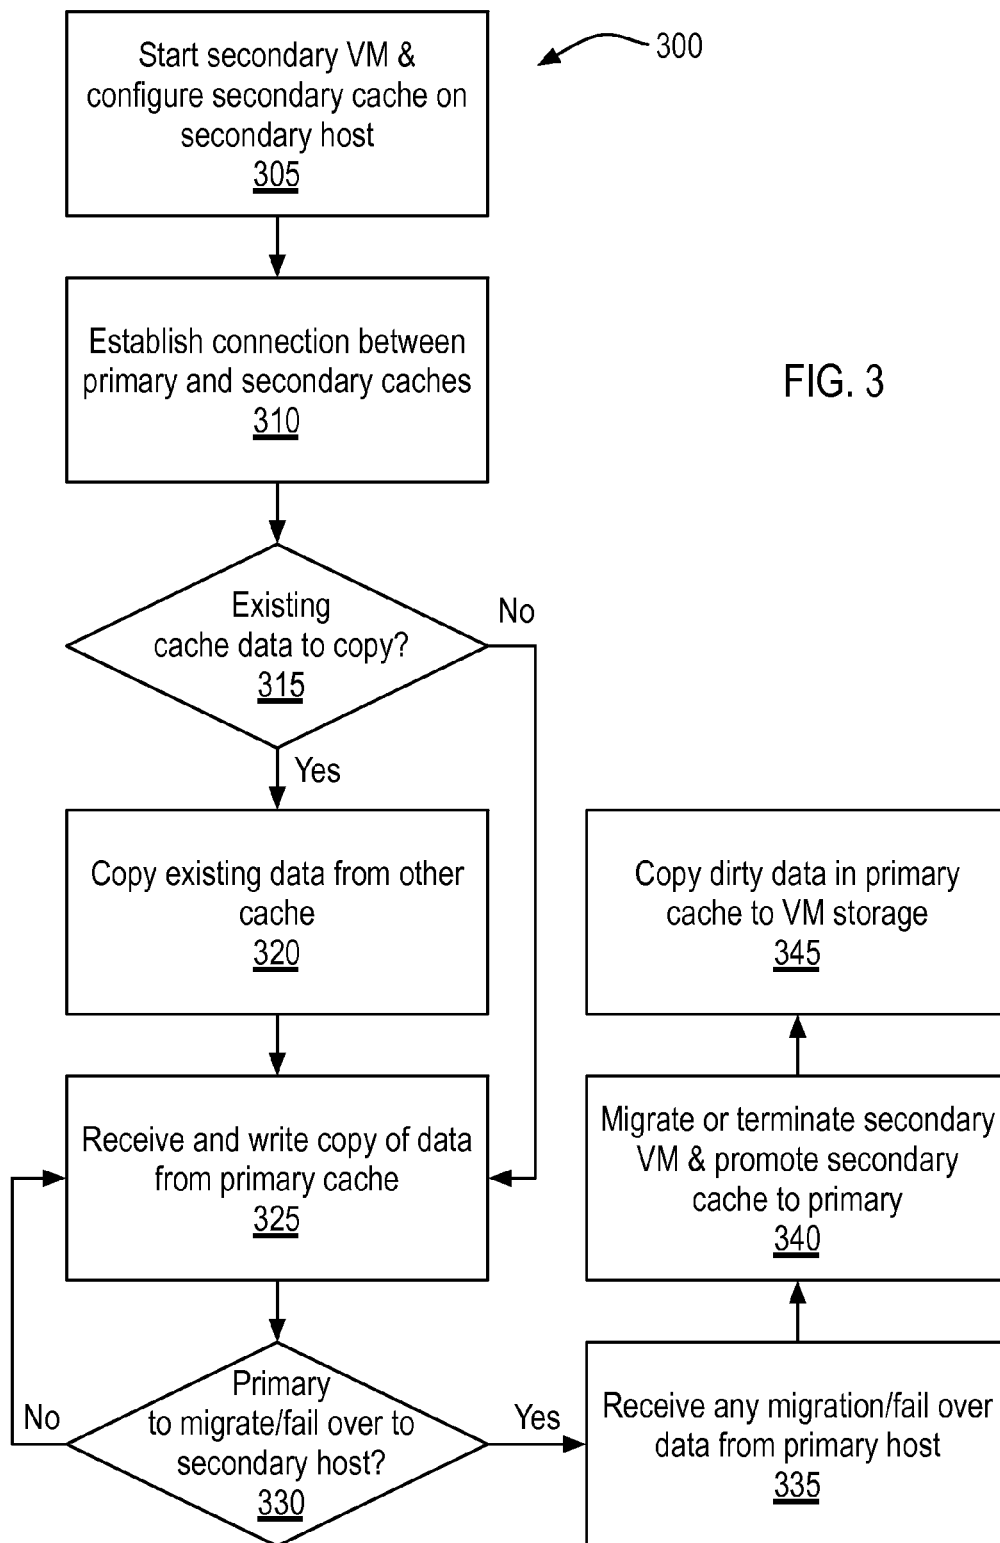 Start secondary VM &
configure secondary cache on
secondary host
305
300
Establish connection between
primary and secondary caches
310
FIG. 3
Existing
cache data to copy?
315
No
Yes
Copy existing data from other
cache
320
Receive and write copy of data
from primary cache
325
Primary
to migrate/fail over to
secondary host?
330
No
Yes
Receive any migration/fail over
data from primary host
335
Migrate or terminate secondary
VM & promote secondary
cache to primary
340
Copy dirty data in primary
cache to VM storage
345